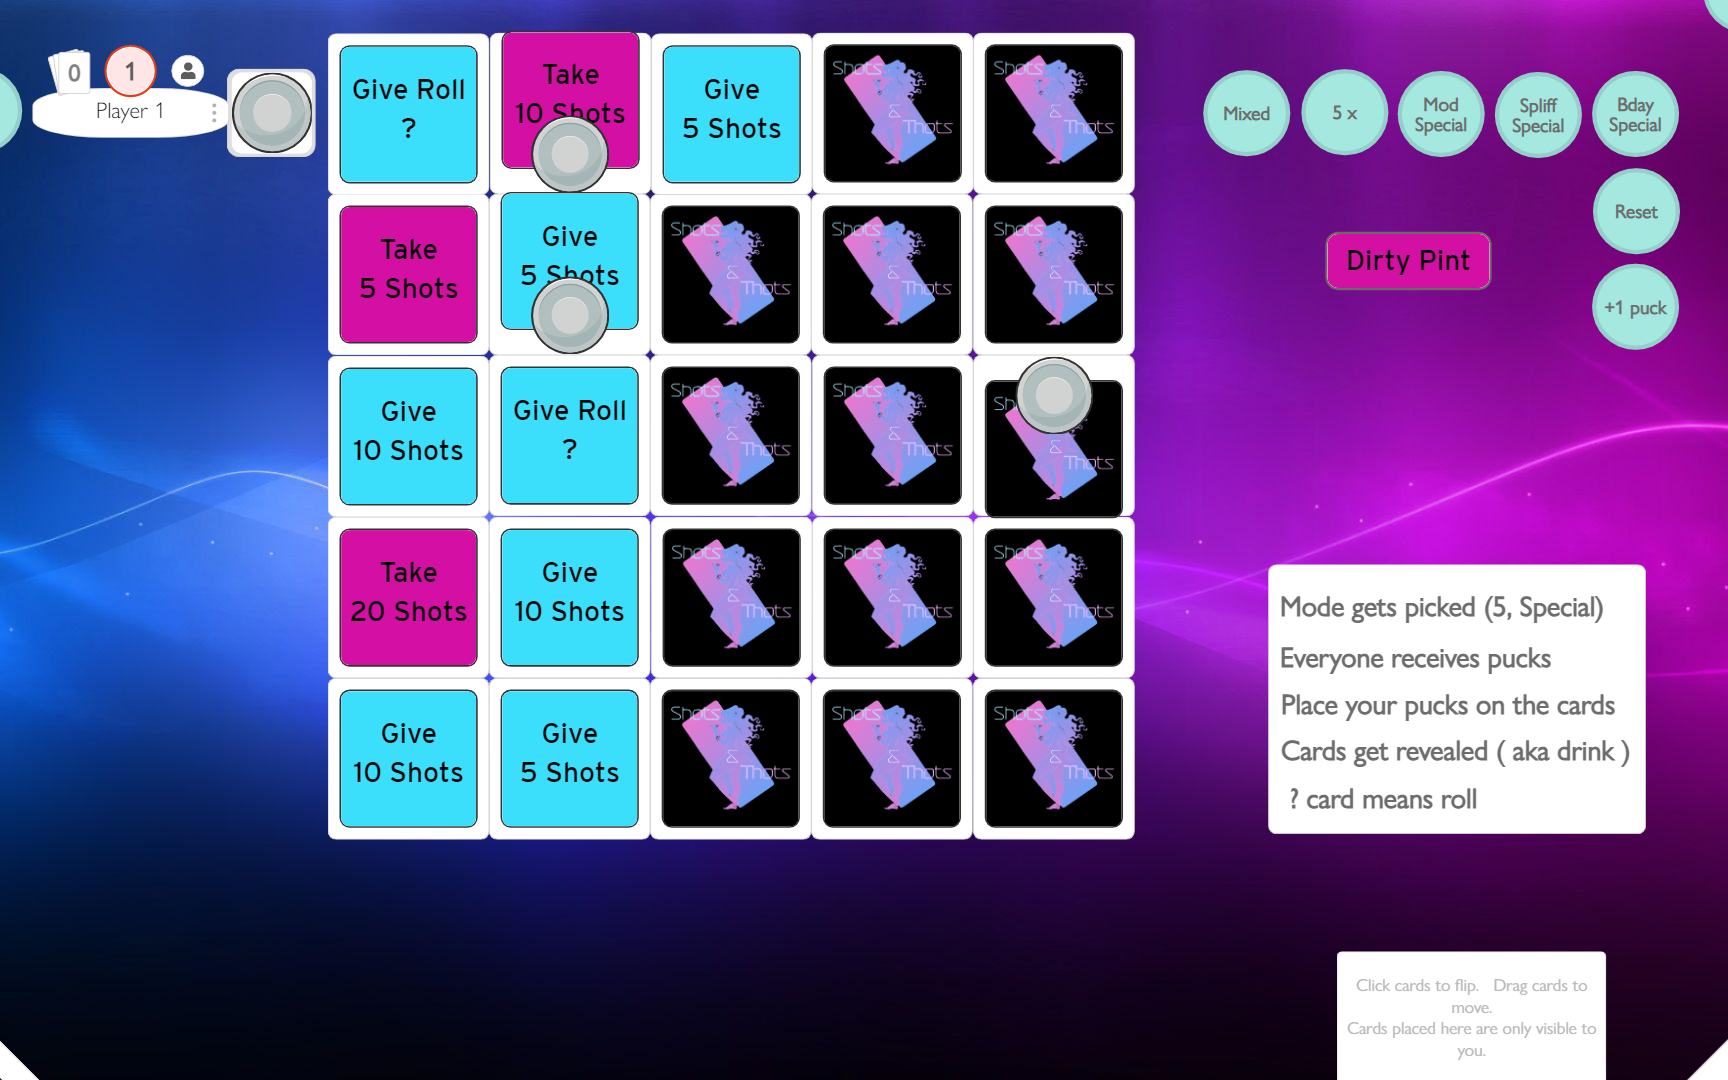 0
1
Player 1
Give Roll
?
Take
10 Shots
Give
5 Shots
Shots
&
Thots
Shots
&
Thots
Take
5 Shots
Give
5 Shots
Shots
&
Thots
Shots
&
Thots
Shots
&
Thots
Give
10 Shots
Give Roll
?
Shots
&
Thots
Shots
&
Thots
Sh
Thots
Take
20 Shots
Give
10 Shots
Shots
&
Thots
Shots
&
Thots
Shots
&
Thots
Give
10 Shots
Give
5 Shots
Shots
&
Thots
Shots
&
Thots
Shots
&
Thots
Mixed
5 x
Mod
Special
Spliff
Special
Bday
Special
Reset
Dirty Pint
+1 puck
Mode gets picked (5, Special)
Everyone receives pucks
Place your pucks on the cards
Cards get revealed ( aka drink )
? card means roll
Click cards to flip. Drag cards to
move.
Cards placed here are only visible to
you.